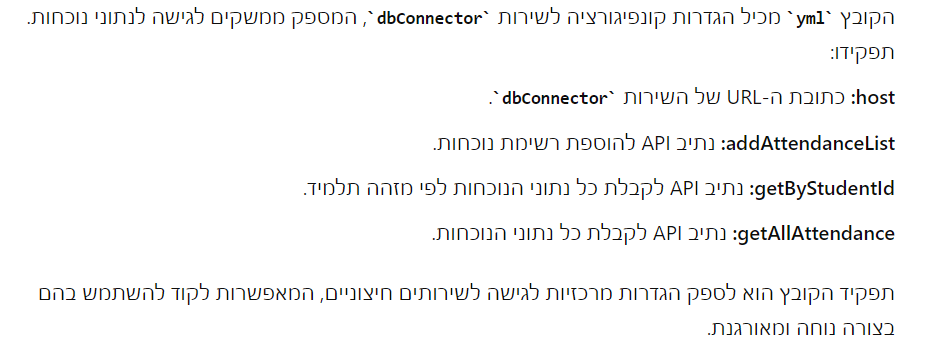 הקובץ `yml` מכיל הגדרות קונפיגורציה לשירות `dbConnector`, המספק ממשקים לגישה לנתוני נוכחות.
תפקידו:
host: כתובת ה-URL של השירות `dbConnector`.
addAttendanceList: נתיב API להוספת רשימת נוכחות.
getByStudentId: נתיב API לקבלת כל נתוני הנוכחות לפי מזהה תלמיד.
getAllAttendance: נתיב API לקבלת כל נתוני הנוכחות.
תפקיד הקובץ הוא לספק הגדרות מרכזיות לגישה לשירותים חיצוניים, המאפשרות לקוד להשתמש בהם
בצורה נוחה ומאורגנת.